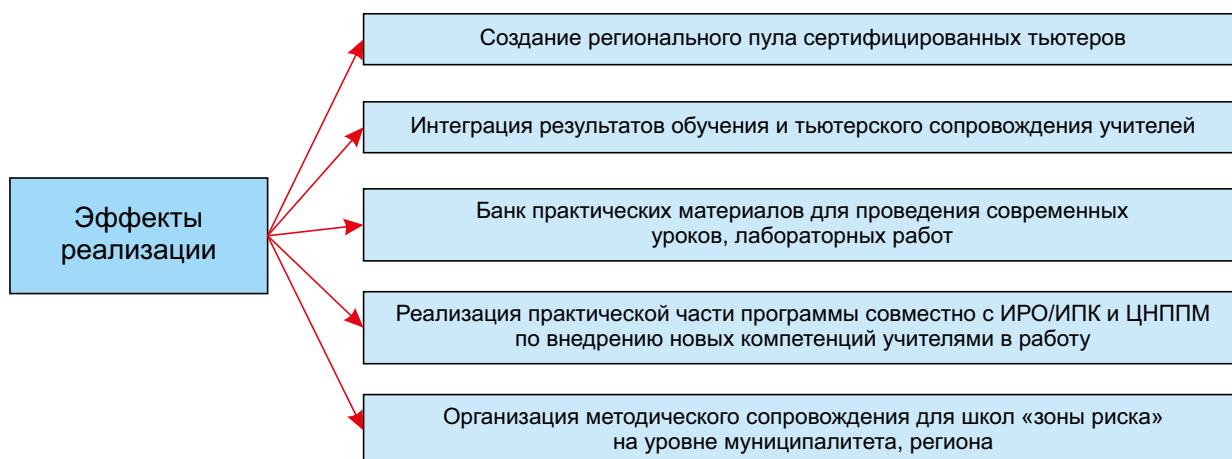 Создание регионального пула сертифицированных тьютеров
Интеграция результатов обучения и тьютерского сопровождения учителей
Эффекты
реализации
Банк практических материалов для проведения современных
уроков, лабораторных работ
Реализация практической части программы совместно с ИРО/ИПК и ЦНППМ
по внедрению новых компетенций учителями в работу
Организация методического сопровождения для школ «зоны риска»
на уровне муниципалитета, региона